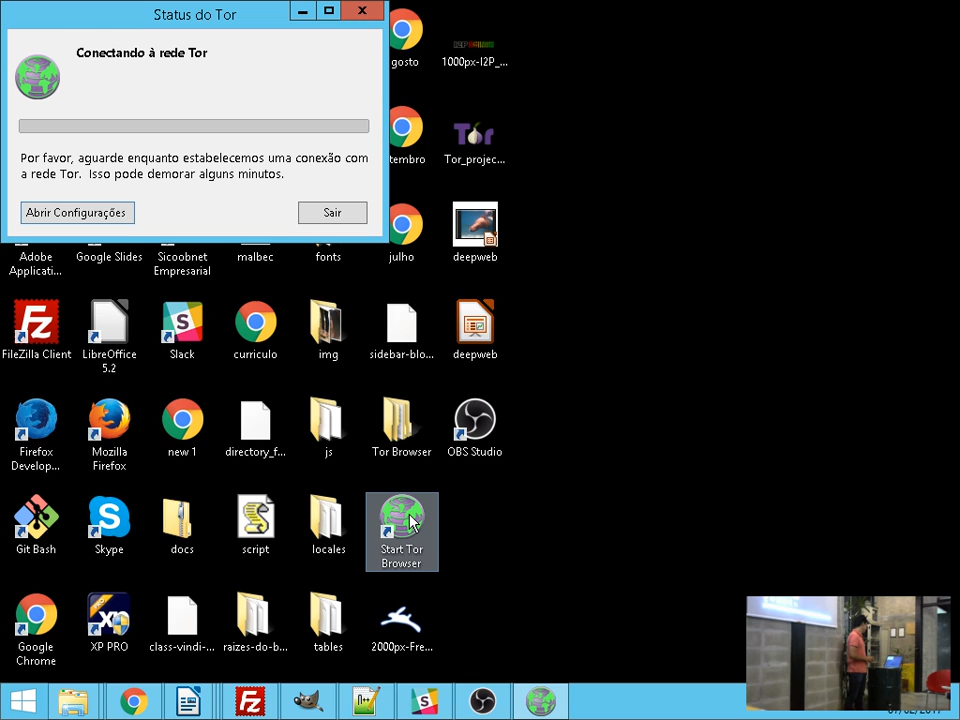 Status do Tor
Conectando à rede Tor
Por favor, aguarde enquanto estabelecemos uma conexão com
a rede Tor. Isso pode demorar alguns minutos.
Abrir Configurações
Sair
gosto
1000px-I2P_...
tembro
Tor
Tor_projec...
Adobe
Applicati...
Google Slides
Sicoobnet
Empresarial
malbec
fonts
julho
deepweb
FileZilla Client
LibreOffice
5.2
Slack
curriculo
img
sidebar-blo...
deepweb
Firefox
Develop...
Mozilla
Firefox
new 1
directory_f...
js
Tor Browser
OBS Studio
Git Bash
Skype
docs
script
locales
Start Tor
Browser
Google
Chrome
XP PRO
class-vindi-...
raizes-do-b...
tables
2000px-Fre...